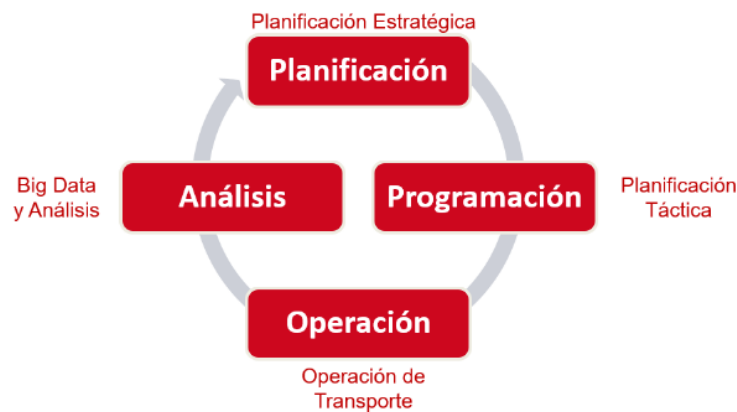 Planificación Estratégica
Planificación
Big Data
y Análisis
Análisis
Programación
Planificación
Táctica
Operación
Operación de
Transporte